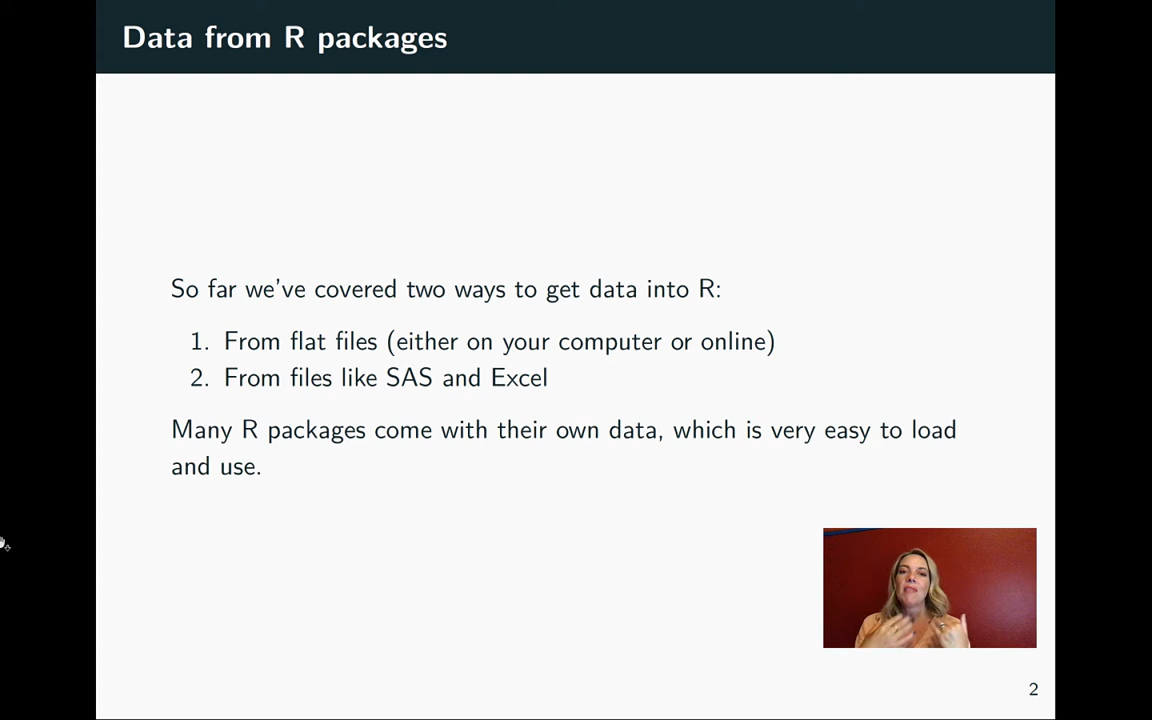 Data from R packages
So far we've covered two ways to get data into R:
1. From flat files (either on your computer or online)
2. From files like SAS and Excel
Many R packages come with their own data, which is very easy to load
and use.
2